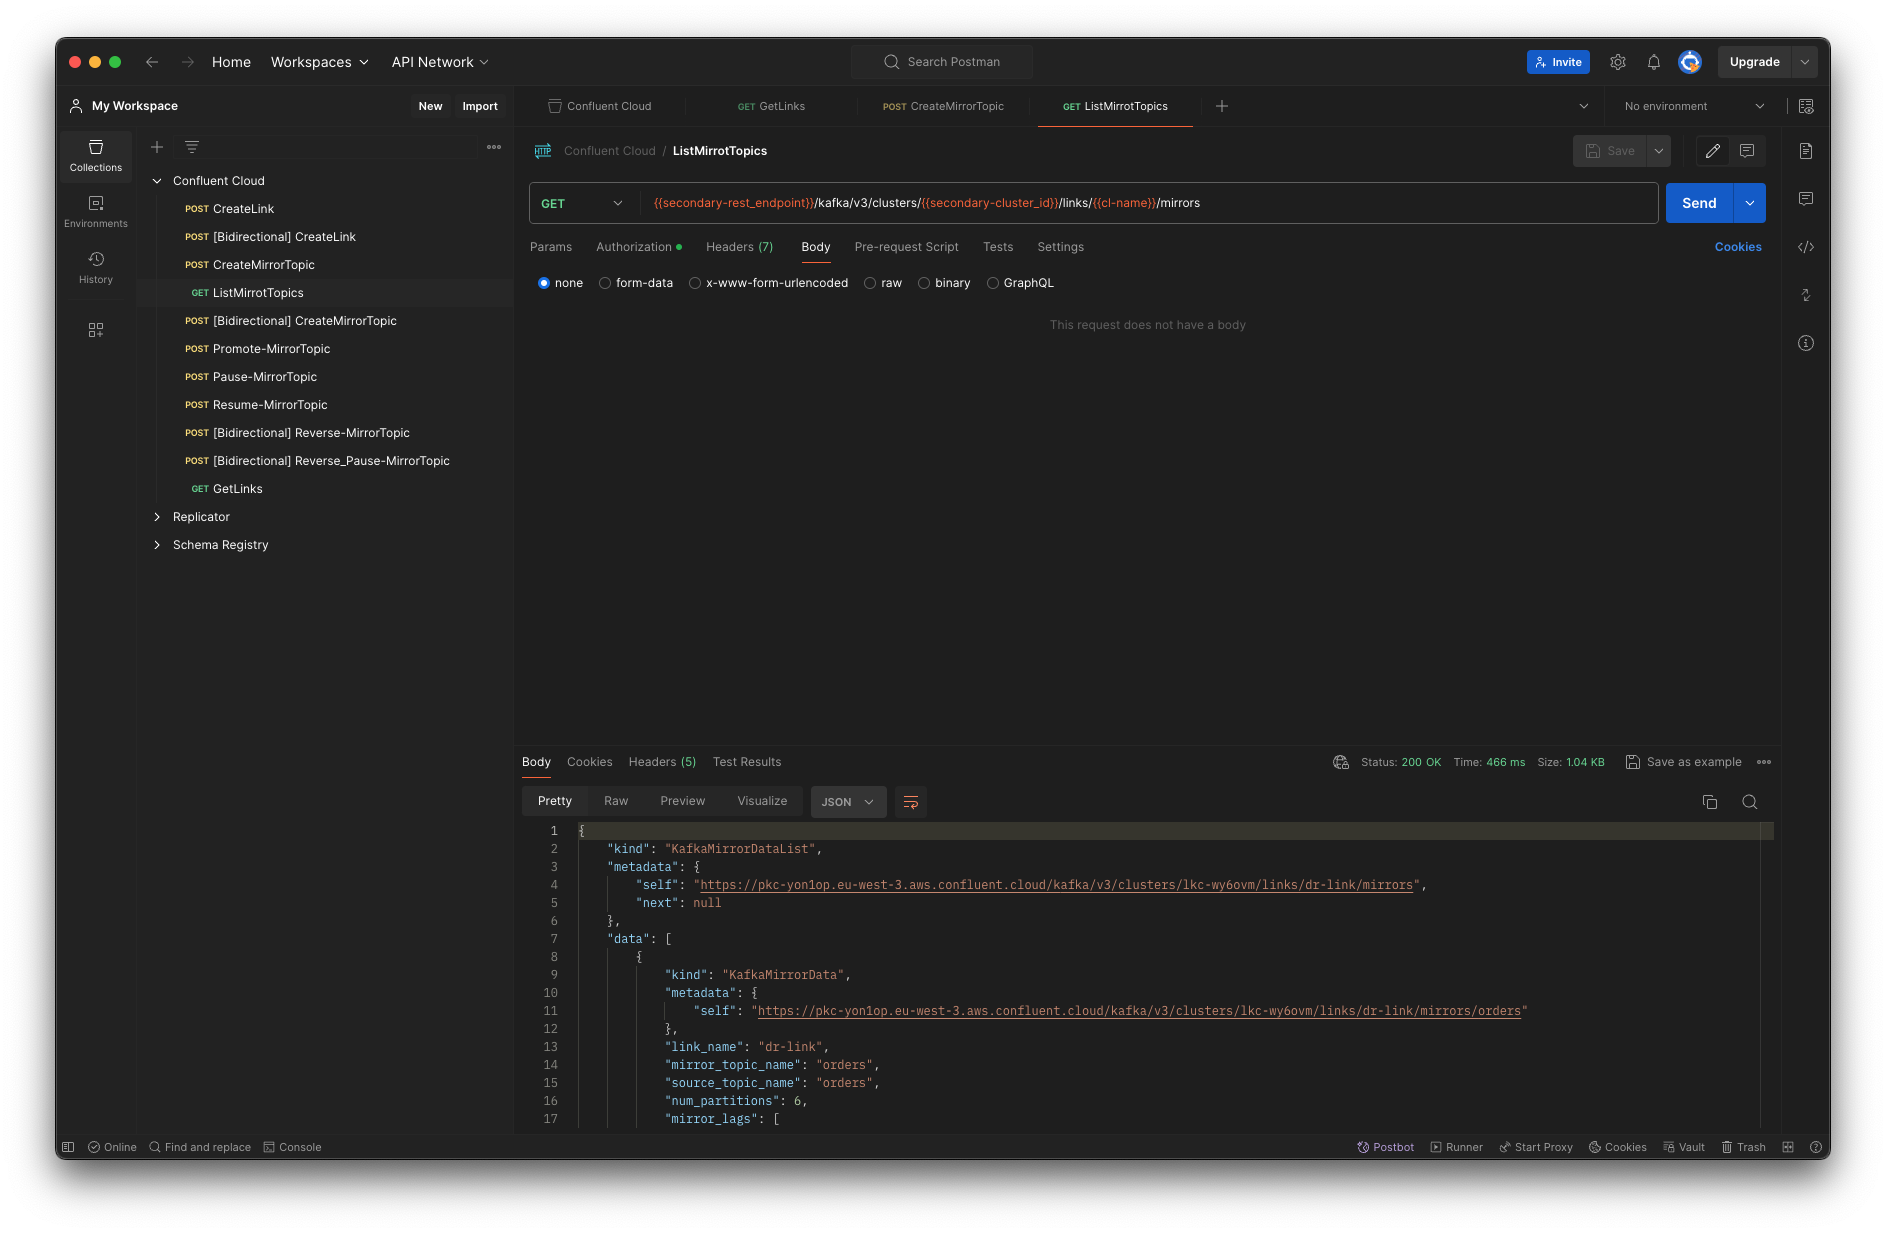 Home Workspaces API Network Search Postman Invite Upgrade
My Workspace New Import Confluent Cloud GET GetLinks POST CreateMirrorTopic GET ListMirrotTopics No environment
Collections
Environments
History
Confluent Cloud
POST CreateLink
POST [Bidirectional] CreateLink
POST CreateMirrorTopic
GET ListMirrotTopics
POST [Bidirectional] CreateMirrorTopic
POST Promote-MirrorTopic
POST Pause-MirrorTopic
POST Resume-MirrorTopic
POST [Bidirectional] Reverse-MirrorTopic
POST [Bidirectional] Reverse_Pause-MirrorTopic
GET GetLinks
Replicator
Schema Registry
HTTP Confluent Cloud / ListMirrotTopics Save
GET {{secondary-rest_endpoint}}/kafka/v3/clusters/{{secondary-cluster_id}}/links/{{cl-name}}/mirrors Send
Params Authorization Headers (7) Body Pre-request Script Tests Settings Cookies
none form-data x-www-form-urlencoded raw binary GraphQL
This request does not have a body
Body Cookies Headers (5) Test Results Status: 200 OK Time: 466 ms Size: 1.04 KB Save as example
Pretty Raw Preview Visualize JSON
1 {
2 "kind": "KafkaMirrorDataList",
3 "metadata": {
4 "self": "https://pkc-yon1op.eu-west-3.aws.confluent.cloud/kafka/v3/clusters/lkc-wy6ovm/links/dr-link/mirrors",
5 "next": null
6 },
7 "data": [
8 {
9 "kind": "KafkaMirrorData",
10 "metadata": {
11 "self": "https://pkc-yon1op.eu-west-3.aws.confluent.cloud/kafka/v3/clusters/lkc-wy6ovm/links/dr-link/mirrors/orders"
12 },
13 "link_name": "dr-link",
14 "mirror_topic_name": "orders",
15 "source_topic_name": "orders",
16 "num_partitions": 6,
17 "mirror_lags": [
Online Find and replace Console Postbot Runner Start Proxy Cookies Vault Trash